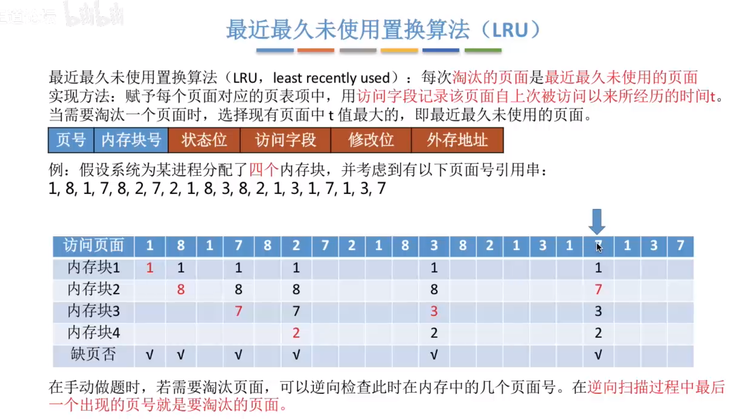 最近最久未使用置换算法（LRU）
最近最久未使用置换算法（LRU，least recently used）：每次淘汰的页面是最近最久未使用的页面
实现方法：赋予每个页面对应的页表项中，用访问字段记录该页面自上次被访问以来所经历的时间t。
当需要淘汰一个页面时，选择现有页面中 t 值最大的，即最近最久未使用的页面。
页号 内存块号 状态位 访问字段 修改位 外存地址
例：假设系统为某进程分配了四个内存块，并考虑到有以下页面号引用串：
1, 8, 1, 7, 8, 2, 7, 2, 1, 8, 3, 8, 2, 1, 3, 1, 7, 1, 3, 7
访问页面 1 8 1 7 8 2 7 2 1 8 3 8 2 1 3 1 7 1 3 7
内存块1 1 1 1 1 1 1
内存块2 8 8 8 8 7
内存块3 7 7 3 3
内存块4 2 2 2
缺页否 √ √ √ √ √ √
在手动做题时，若需要淘汰页面，可以逆向检查此时在内存中的几个页面号。在逆向扫描过程中最后
一个出现的页号就是要淘汰的页面。